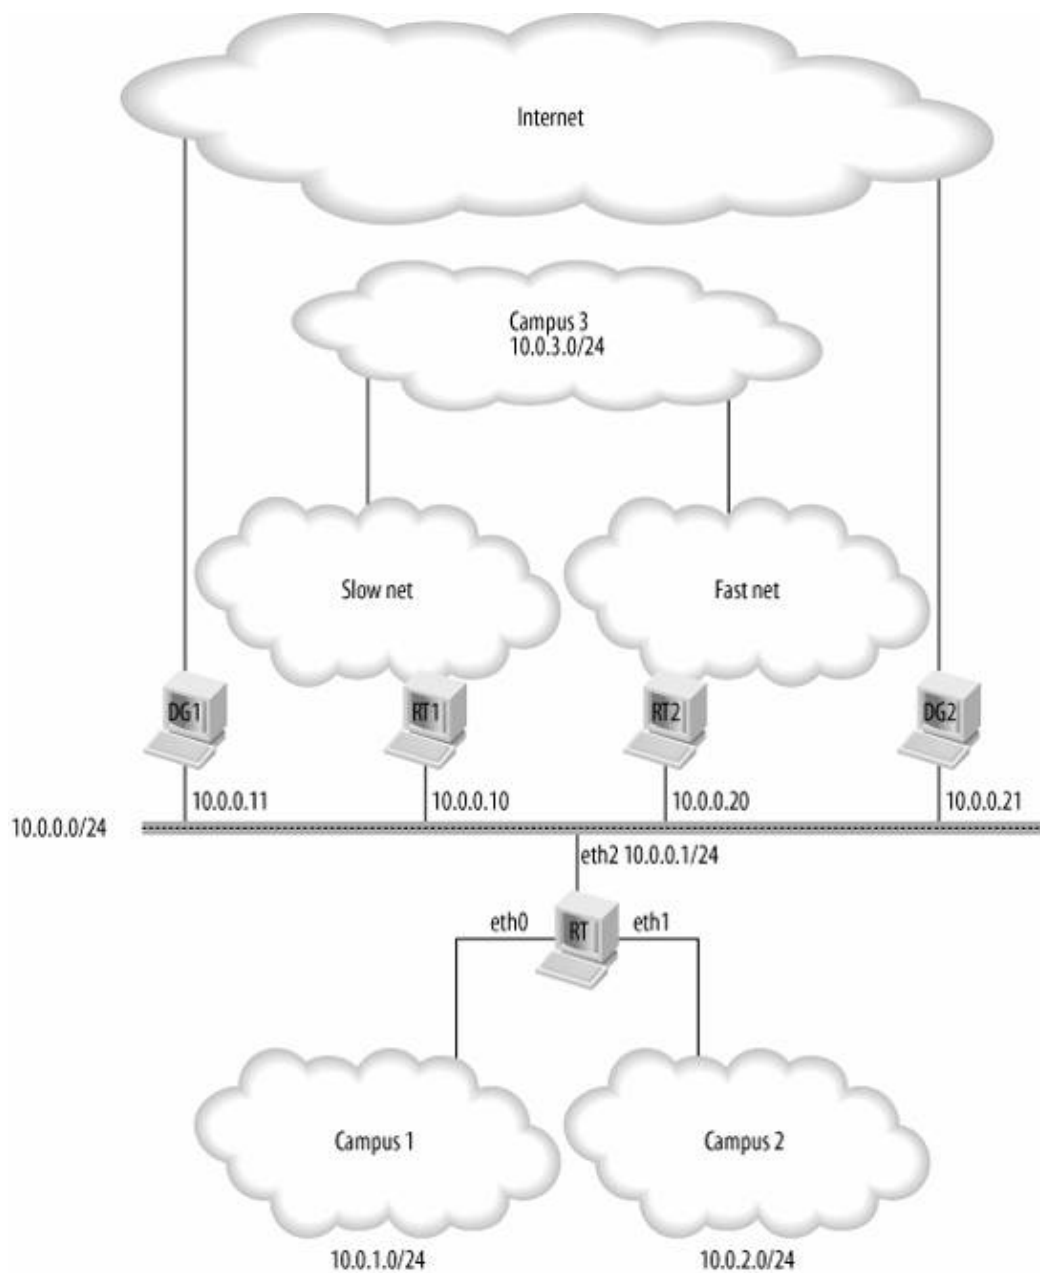 Internet
Campus 3
10.0.3.0/24
Slow net
Fast net
DG1
RT1
RT2
DG2
10.0.0.11
10.0.0.10
10.0.0.20
10.0.0.21
10.0.0.0/24
eth2 10.0.0.1/24
eth0
RT
eth1
Campus 1
Campus 2
10.0.1.0/24
10.0.2.0/24